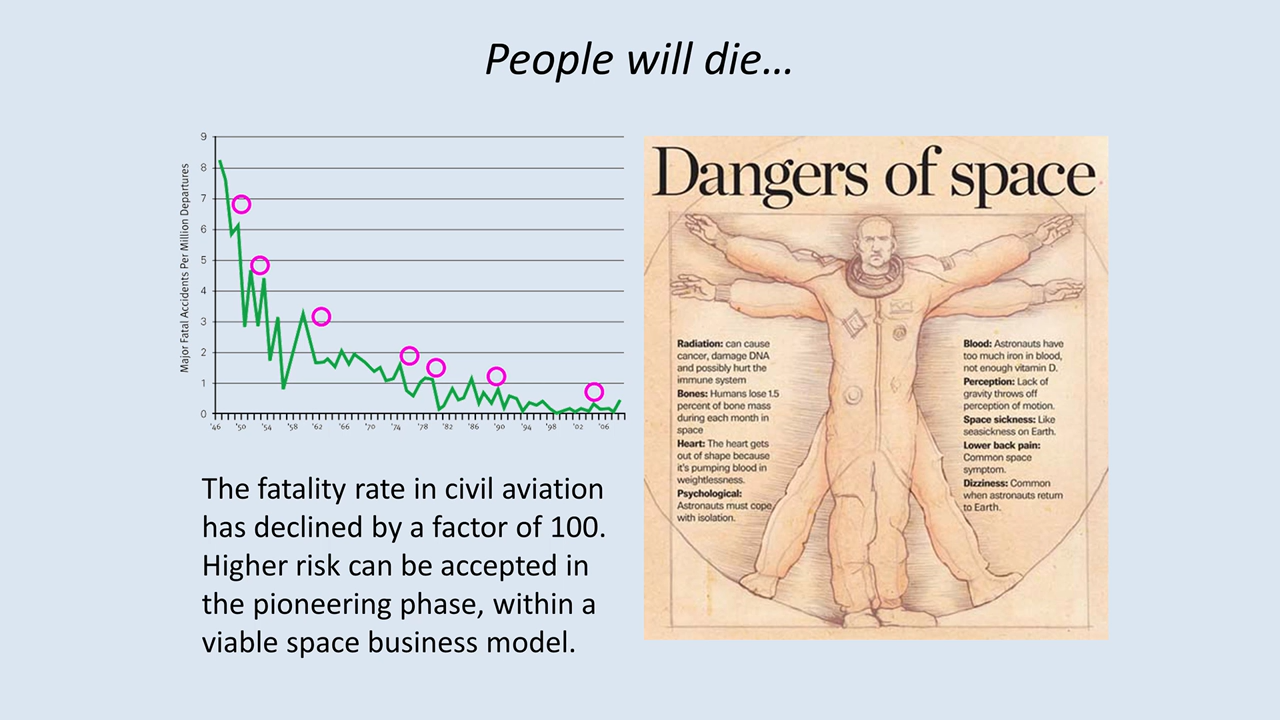 People will die…
Major Fatal Accidents Per Million Departures
9
8
7
6
5
4
3
2
1
0
'46
'50
'54
'58
'62
'66
'70
'74
'78
'82
'86
'90
'94
'98
'02
'06
The fatality rate in civil aviation
has declined by a factor of 100.
Higher risk can be accepted in
the pioneering phase, within a
viable space business model.
Dangers of space
Radiation: can cause
cancer, damage DNA
and possibly hurt the
immune system
Bones: Humans lose 1.5
percent of bone mass
during each month in
space
Heart: The heart gets
out of shape because
it's pumping blood in
weightlessness.
Psychological:
Astronauts must cope
with isolation.
Blood: Astronauts have
too much iron in blood,
not enough vitamin D.
Perception: Lack of
gravity throws off
perception of motion.
Space sickness: Like
seasickness on Earth.
Lower back pain:
Common space
symptom.
Dizziness: Common
when astronauts return
to Earth.